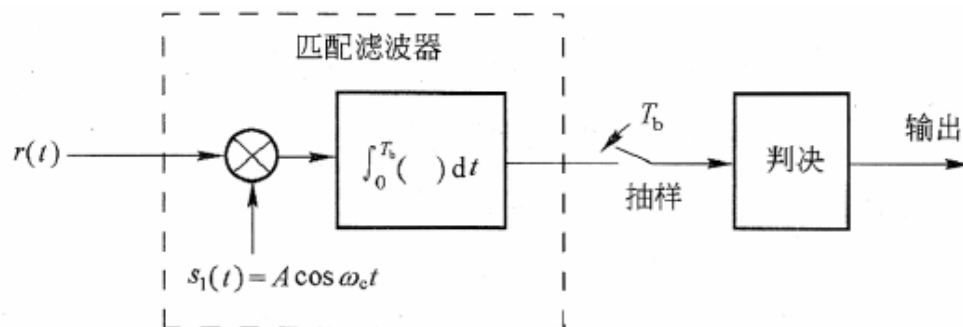 匹配滤波器
r(t)
∫₀^{T_b}( )dt
T_b
抽样
判决
输出
s₁(t)=A cos ω_c t